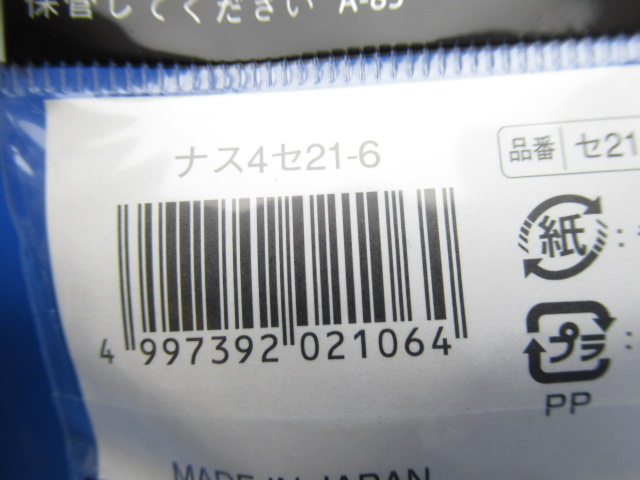 保管してください A-85
ナス4セ21-6
品番 セ21
紙
4 997392 021064
プラ
PP
MADE IN JAPAN